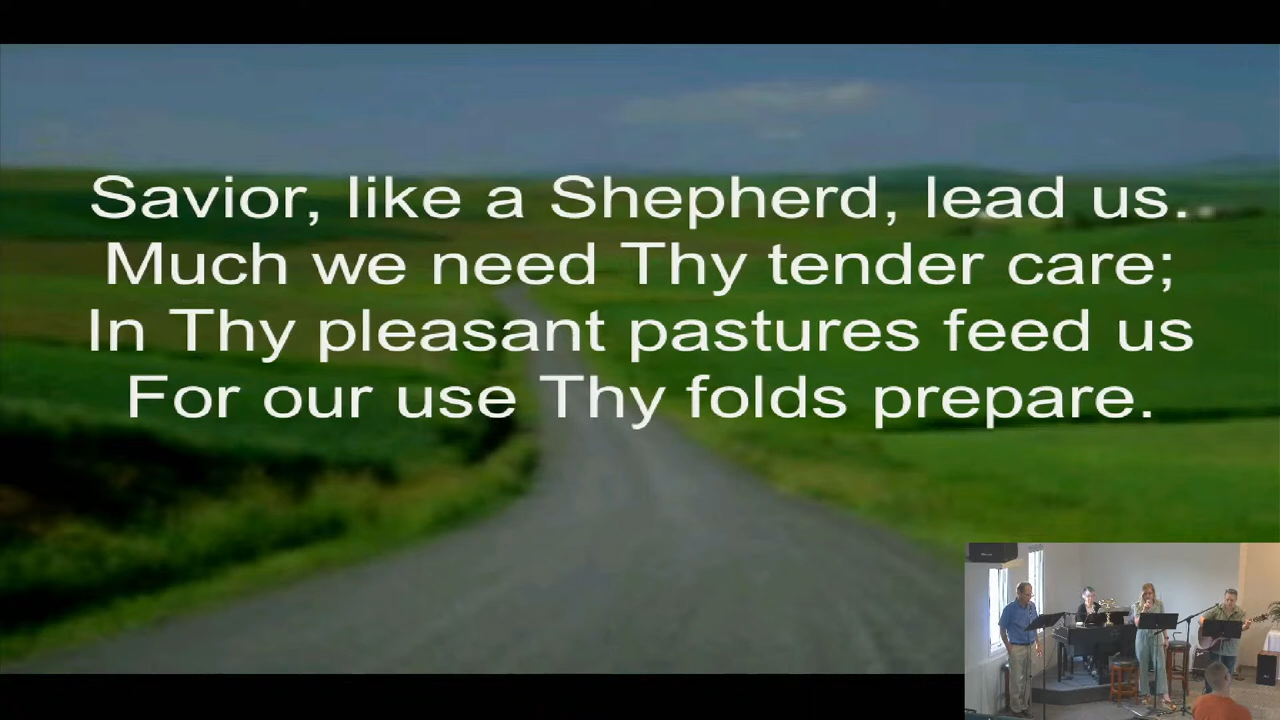 Savior, like a Shepherd, lead us.
Much we need Thy tender care;
In Thy pleasant pastures feed us
For our use Thy folds prepare.